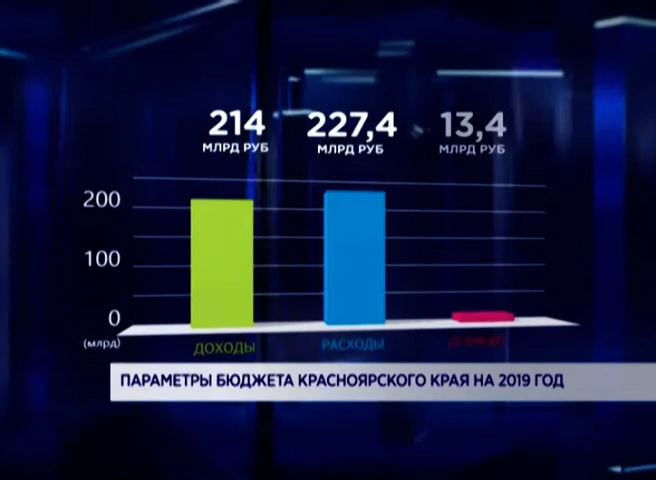 214
МЛРД РУБ
227,4
МЛРД РУБ
13,4
МЛРД РУБ
200
100
0
(млрд)
ДОХОДЫ
РАСХОДЫ
ПАРАМЕТРЫ БЮДЖЕТА КРАСНОЯРСКОГО КРАЯ НА 2019 ГОД